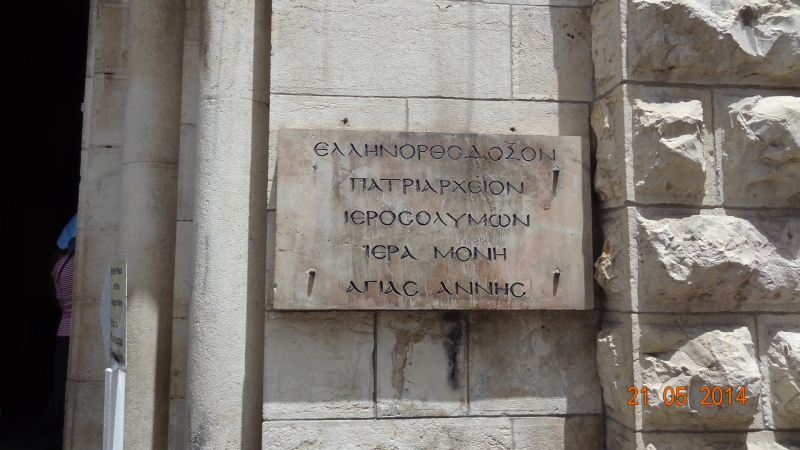 ΕΛΛΗΝΟΡΘΟΔΟΞΟΝ
ΠΑΤΡΙΑΡΧΕΙΟΝ
ΙΕΡΟΣΟΛΥΜΩΝ
ΙΕΡΑ ΜΟΝΗ
ΑΓΙΑΣ ΑΝΝΗΣ
21 05 2014